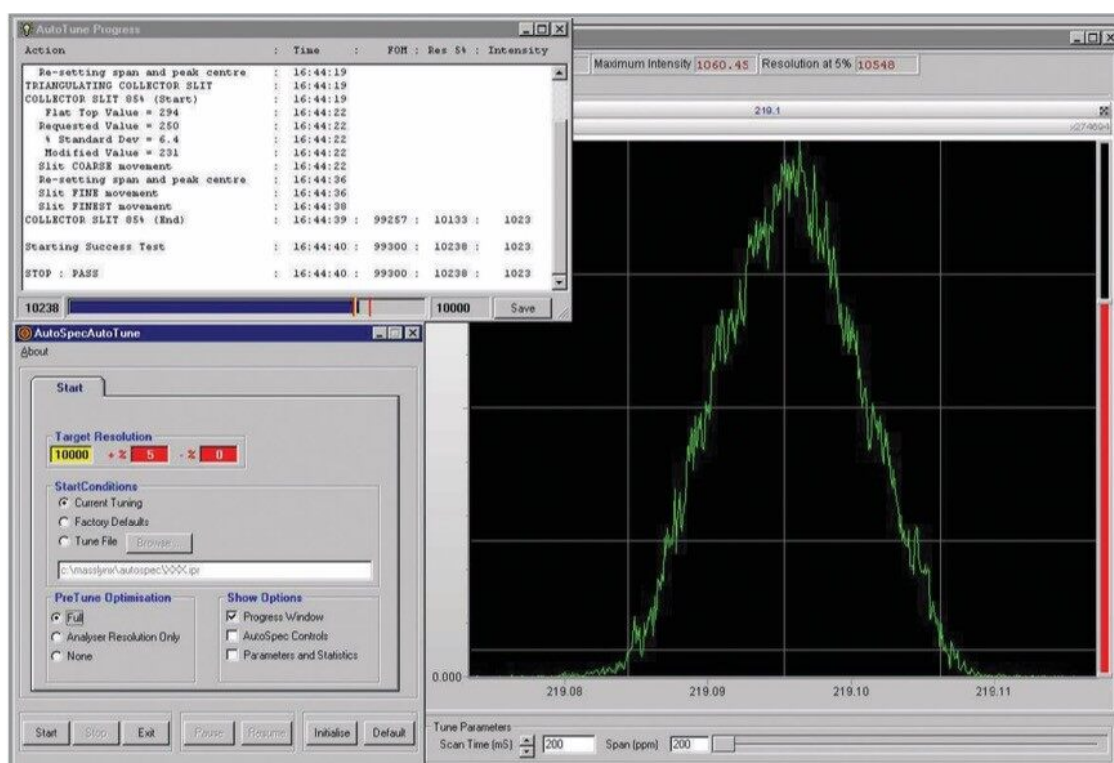 AutoTune Progress
Action : Time : FOM : Res 5% : Intensity
Re-setting span and peak centre : 16:44:19
TRIANGULATING COLLECTOR SLIT : 16:44:19
COLLECTOR SLIT 85% (Start) : 16:44:19
Flat Top Value = 294 : 16:44:22
Requested Value = 250 : 16:44:22
% Standard Dev = 6.4 : 16:44:22
Modified Value = 231 : 16:44:22
Slit COARSE movement : 16:44:22
Re-setting span and peak centre : 16:44:36
Slit FINE movement : 16:44:36
Slit FINEST movement : 16:44:38
COLLECTOR SLIT 85% (End) : 16:44:39 : 99257 : 10133 : 1023
Starting Success Test : 16:44:40 : 99300 : 10238 : 1023
STOP : PASS : 16:44:40 : 99300 : 10238 : 1023
10238 10000 Save
Maximum Intensity 1060.45 Resolution at 5% 10548
219.1
AutoSpecAutoTune
About
Start
Target Resolution
10000 + % 5 - % 0
StartConditions
Current Tuning
Factory Defaults
Tune File Browse...
c:\masslynx\autospec\XXX.ipr
PreTune Optimisation
Full
Analyser Resolution Only
None
Show Options
Progress Window
AutoSpec Controls
Parameters and Statistics
Start Stop Exit Pause Resume Initialise Default
0.000
219.08 219.09 219.10 219.11
Tune Parameters
Scan Time (mS) 200 Span (ppm) 200